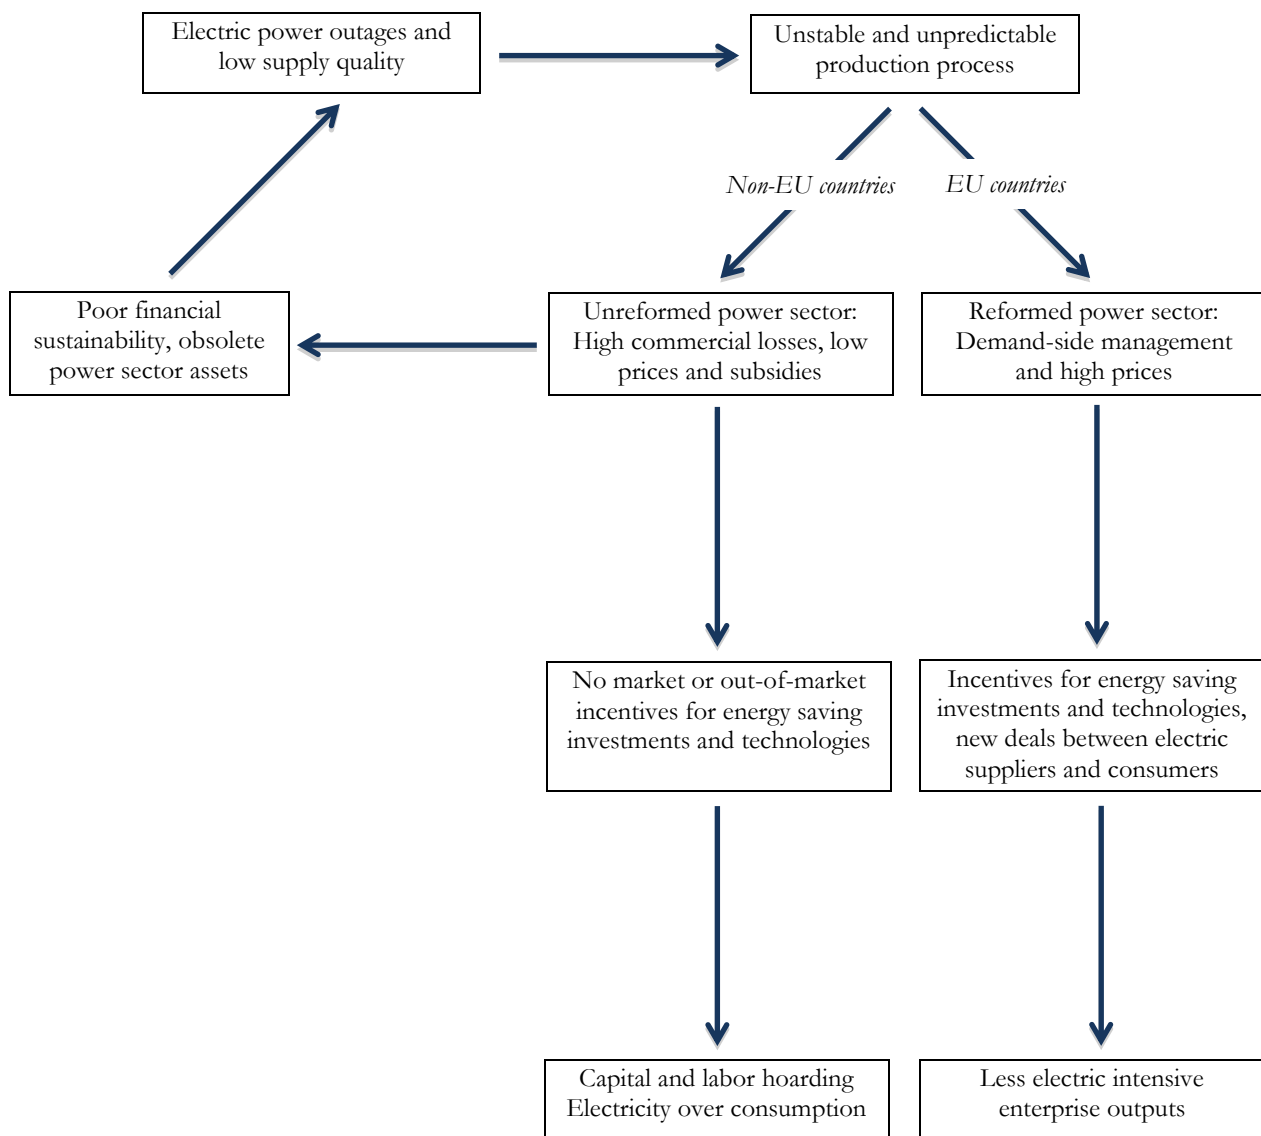 Electric power outages and
low supply quality
Unstable and unpredictable
production process
Non-EU countries
EU countries
Poor financial
sustainability, obsolete
power sector assets
Unreformed power sector:
High commercial losses, low
prices and subsidies
Reformed power sector:
Demand-side management
and high prices
No market or out-of-market
incentives for energy saving
investments and technologies
Incentives for energy saving
investments and technologies,
new deals between electric
suppliers and consumers
Capital and labor hoarding
Electricity over consumption
Less electric intensive
enterprise outputs